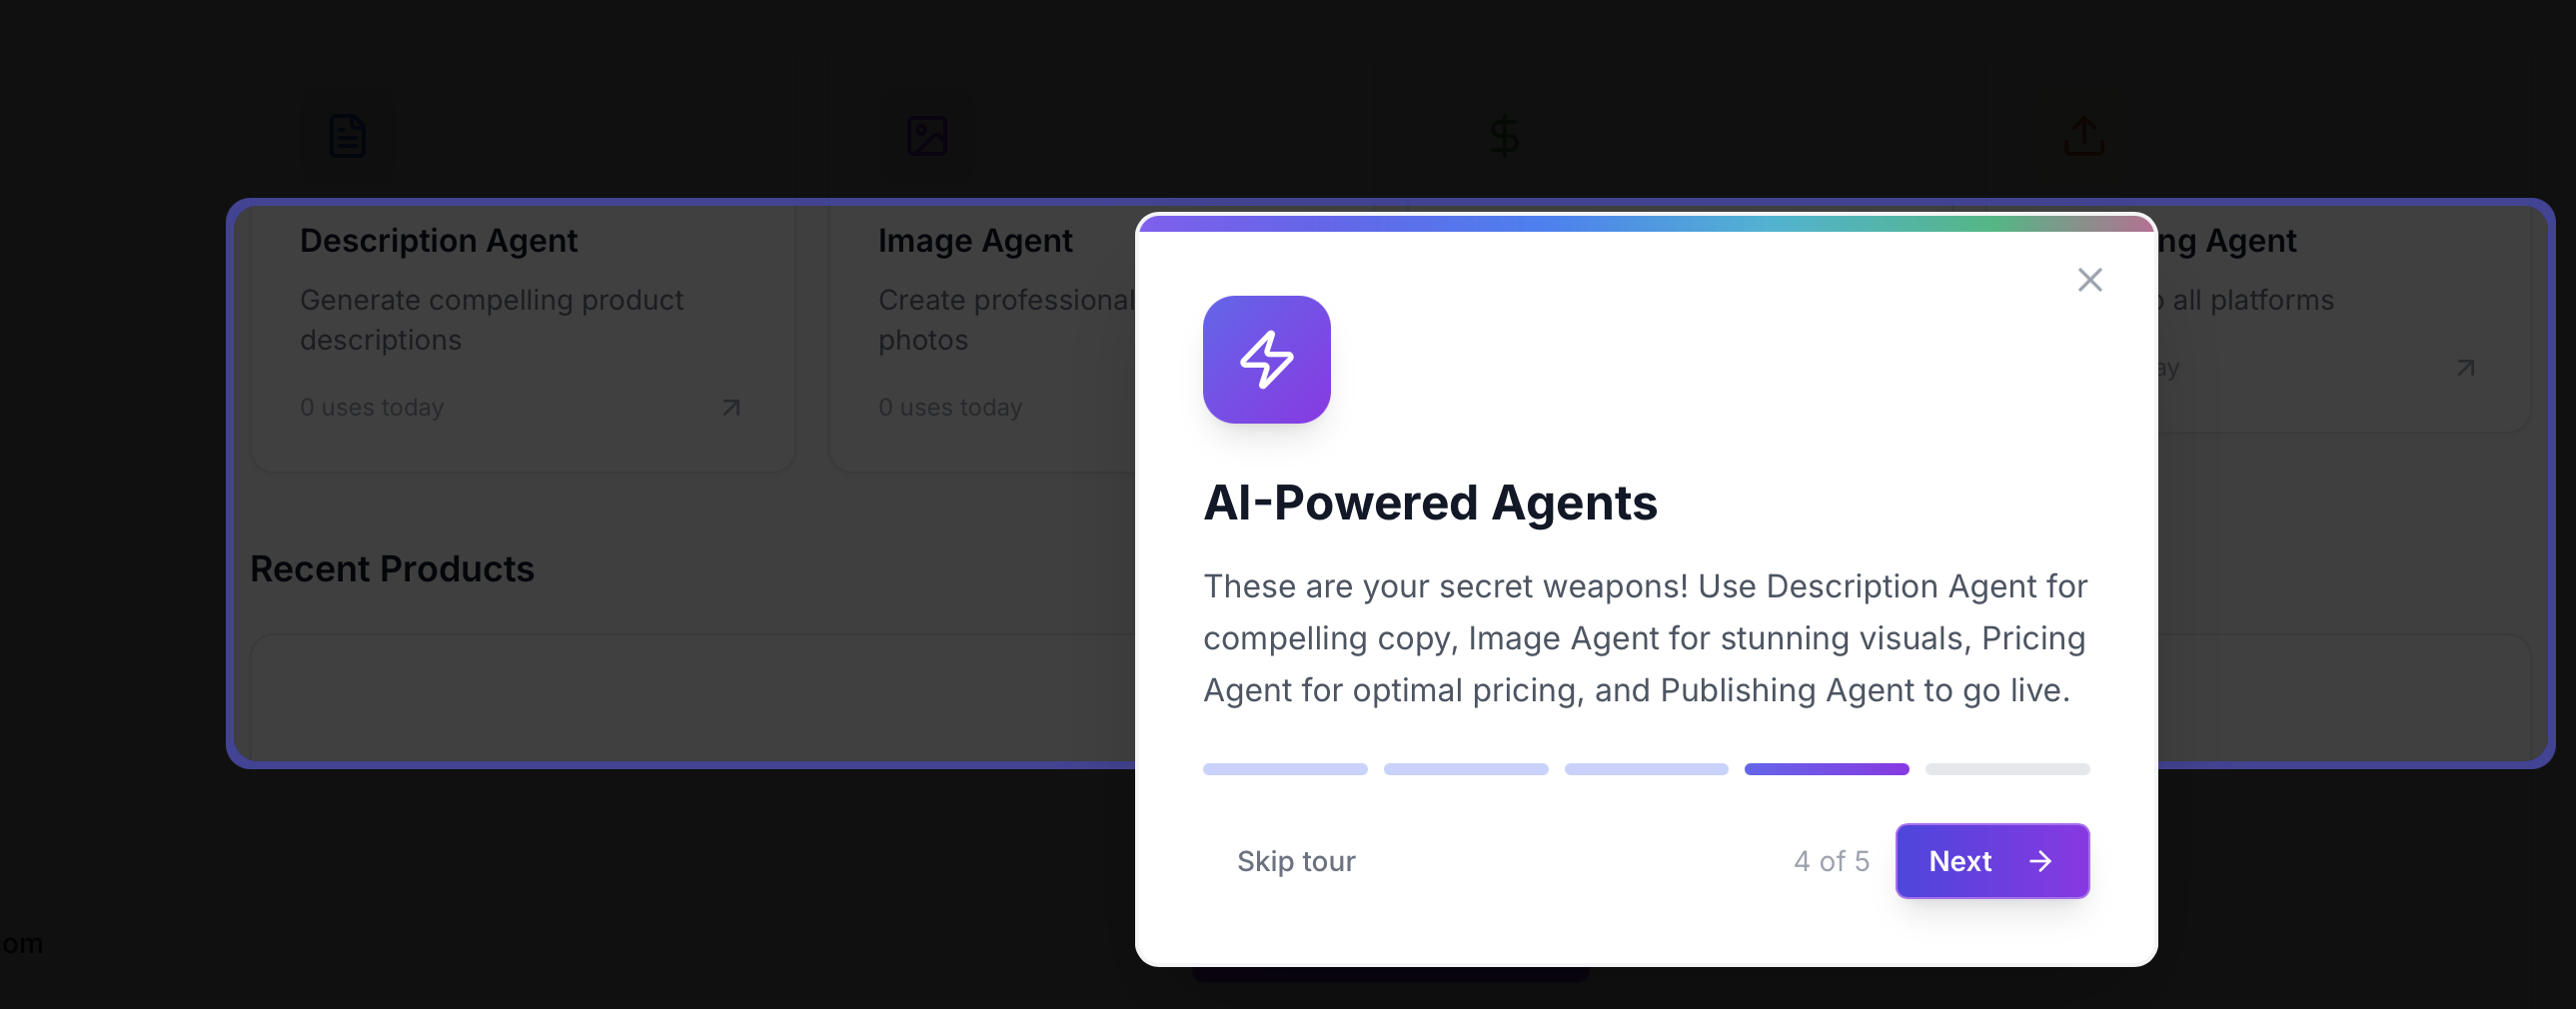 Description Agent
Generate compelling product
descriptions
0 uses today
Image Agent
Create professional
photos
0 uses today
ng Agent
all platforms
ay
Recent Products
AI-Powered Agents
These are your secret weapons! Use Description Agent for
compelling copy, Image Agent for stunning visuals, Pricing
Agent for optimal pricing, and Publishing Agent to go live.
Skip tour
4 of 5
Next
om